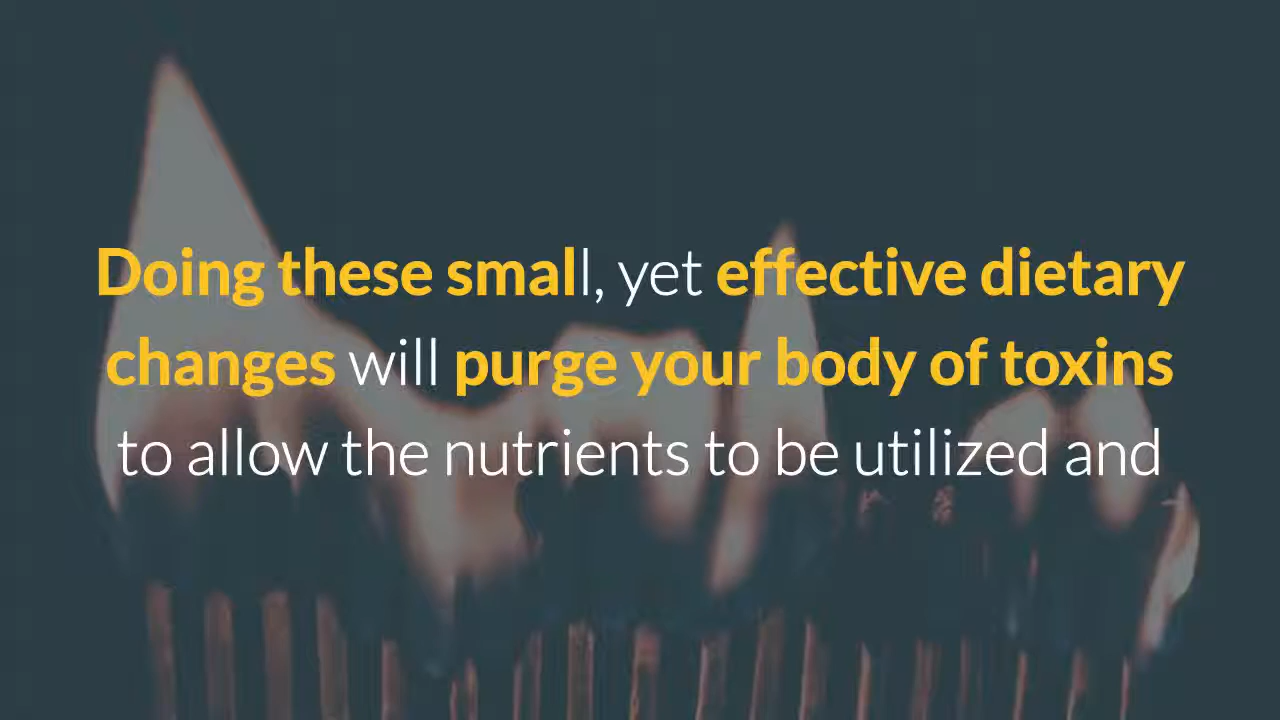 Doing these small, yet effective dietary
changes will purge your body of toxins
to allow the nutrients to be utilized and